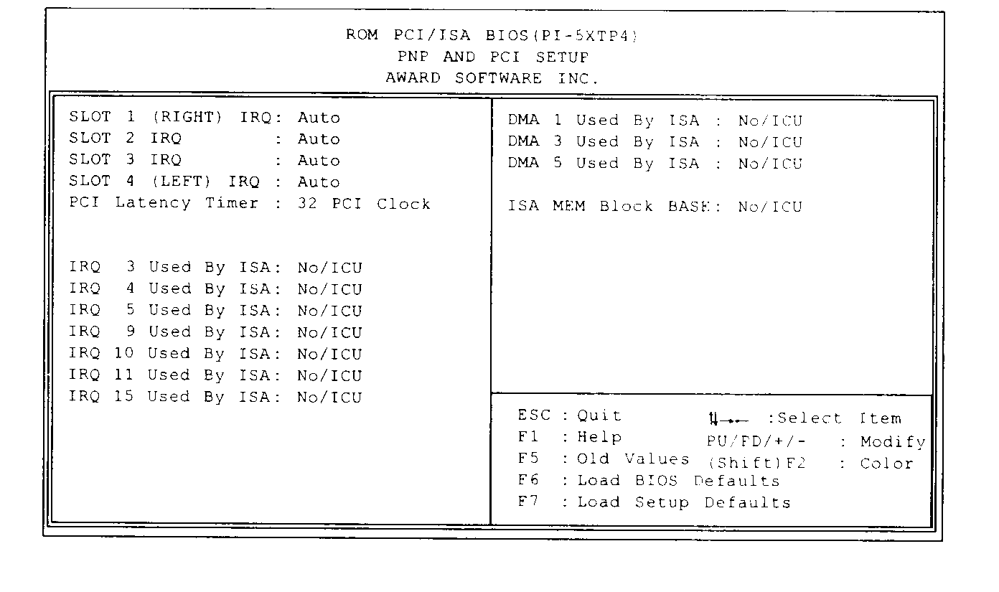 ROM PCI/ISA BIOS(PI-5XTP4)
PNP AND PCI SETUP
AWARD SOFTWARE INC.
SLOT 1 (RIGHT) IRQ: Auto
SLOT 2 IRQ : Auto
SLOT 3 IRQ : Auto
SLOT 4 (LEFT) IRQ : Auto
PCI Latency Timer : 32 PCI Clock
IRQ 3 Used By ISA: No/ICU
IRQ 4 Used By ISA: No/ICU
IRQ 5 Used By ISA: No/ICU
IRQ 9 Used By ISA: No/ICU
IRQ 10 Used By ISA: No/ICU
IRQ 11 Used By ISA: No/ICU
IRQ 15 Used By ISA: No/ICU
DMA 1 Used By ISA : No/ICU
DMA 3 Used By ISA : No/ICU
DMA 5 Used By ISA : No/ICU
ISA MEM Block BASE: No/ICU
ESC : Quit ⇅→← :Select Item
F1 : Help PU/PD/+/- : Modify
F5 : Old Values (Shift)F2 : Color
F6 : Load BIOS Defaults
F7 : Load Setup Defaults